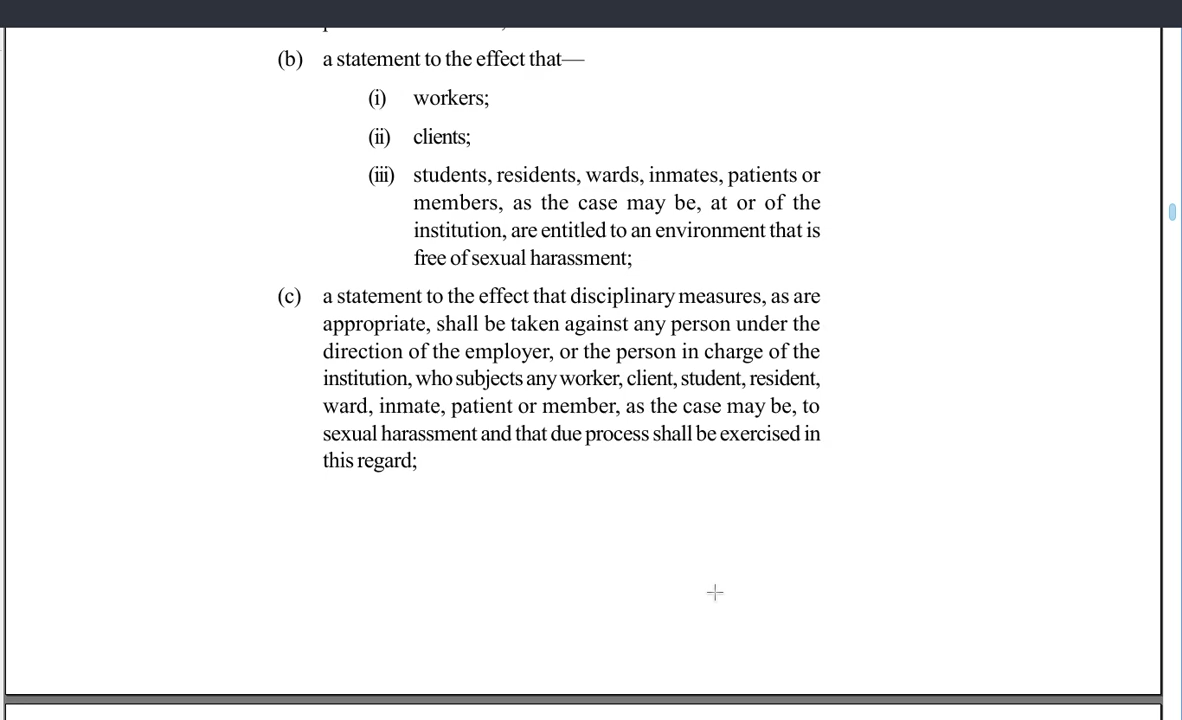 (b) a statement to the effect that—
(i) workers;
(ii) clients;
(iii) students, residents, wards, inmates, patients or
members, as the case may be, at or of the
institution, are entitled to an environment that is
free of sexual harassment;
(c) a statement to the effect that disciplinary measures, as are
appropriate, shall be taken against any person under the
direction of the employer, or the person in charge of the
institution, who subjects any worker, client, student, resident,
ward, inmate, patient or member, as the case may be, to
sexual harassment and that due process shall be exercised in
this regard;